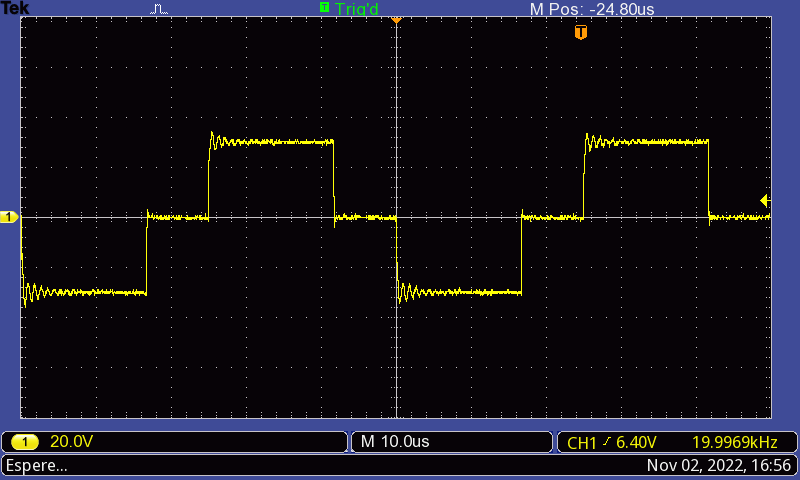 Tek T Trig'd M Pos: -24.80us
T
1
1 20.0V M 10.0us CH1 6.40V 19.9969kHz
Espere... Nov 02, 2022, 16:56